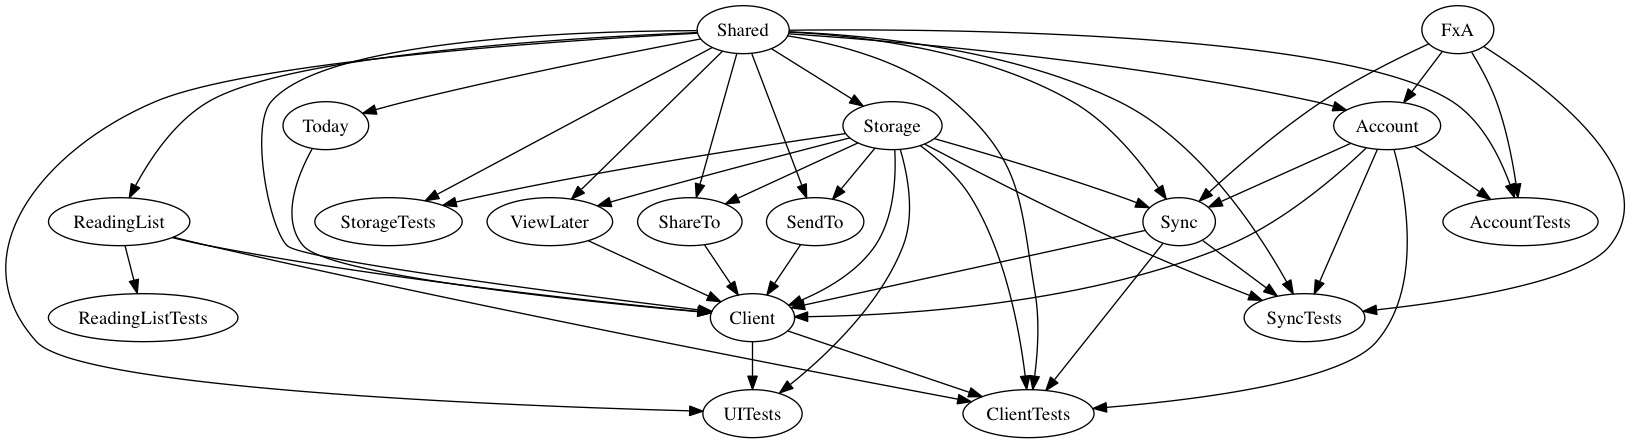 Shared
FxA
Today
Storage
Account
ReadingList
StorageTests
ViewLater
ShareTo
SendTo
Sync
AccountTests
ReadingListTests
Client
SyncTests
UITests
ClientTests